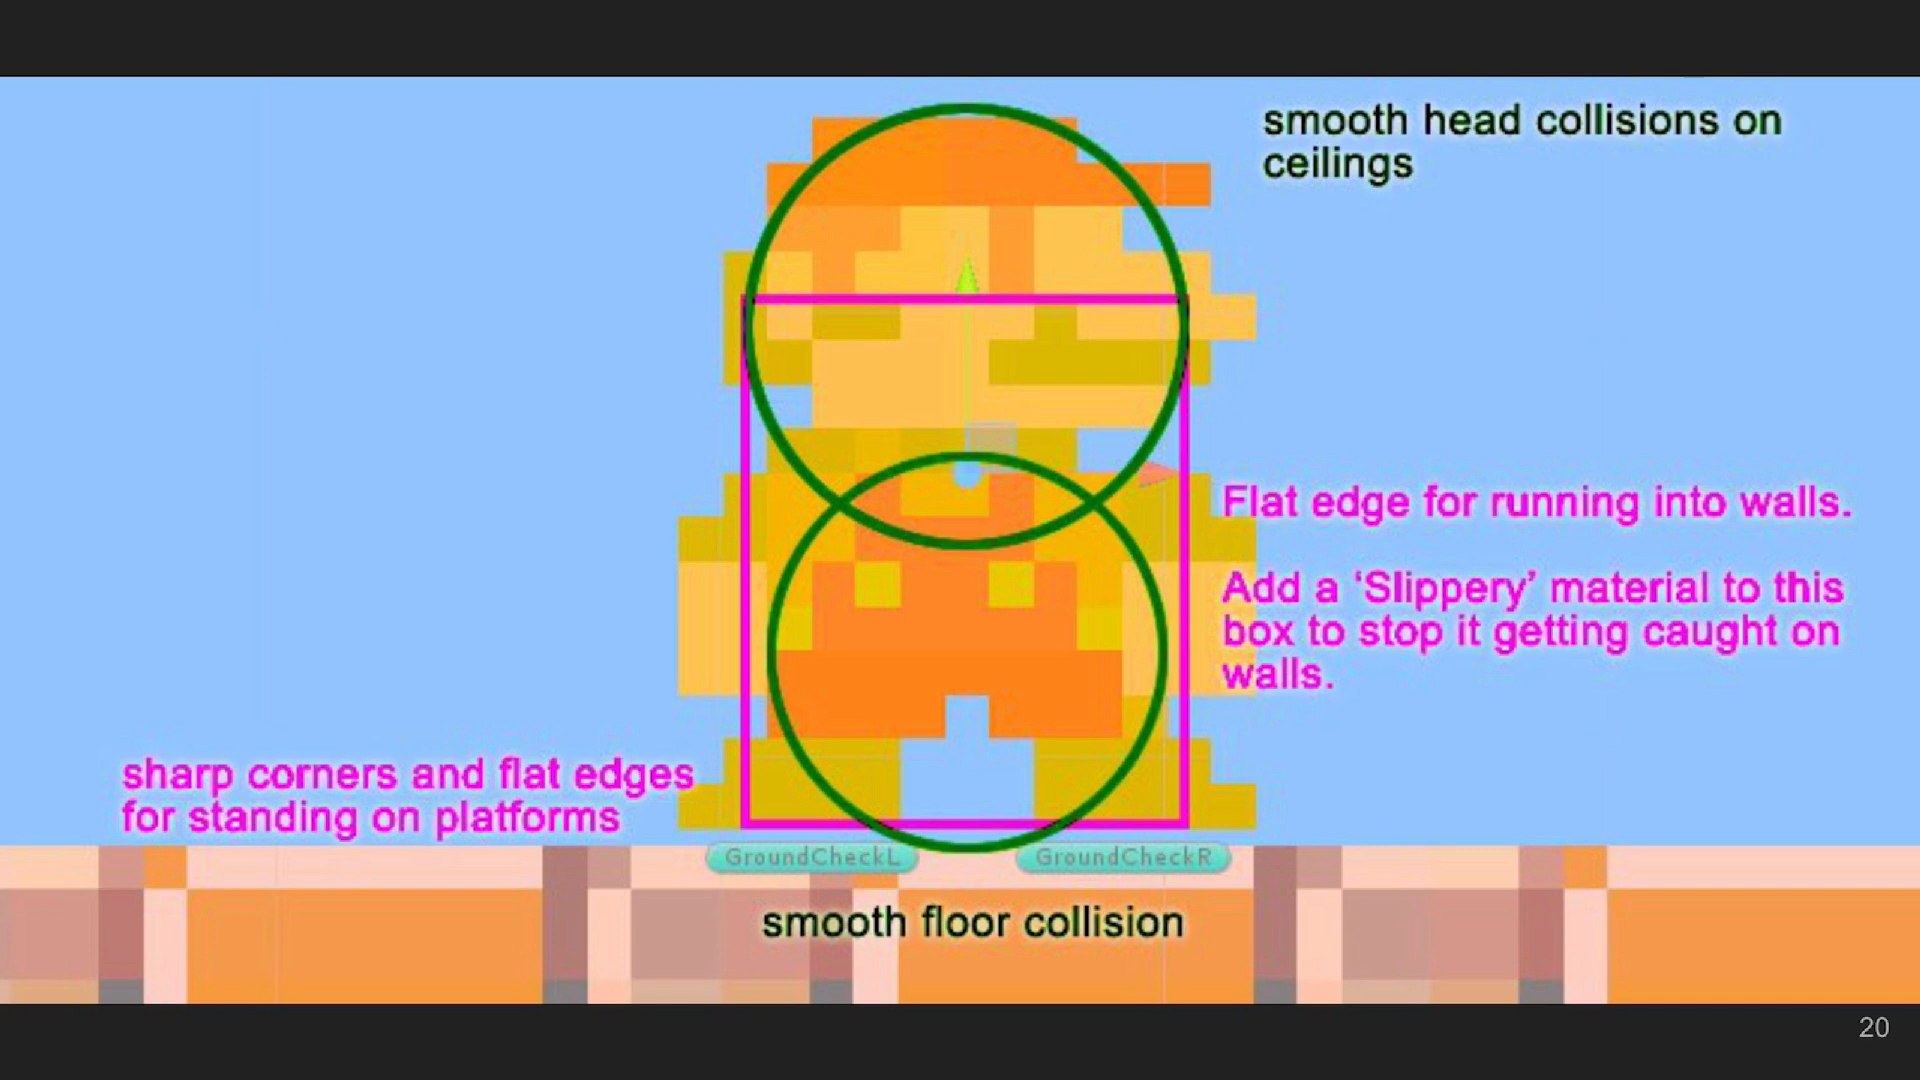 smooth head collisions on
ceilings
Flat edge for running into walls.
Add a ‘Slippery’ material to this
box to stop it getting caught on
walls.
sharp corners and flat edges
for standing on platforms
GroundCheckL
GroundCheckR
smooth floor collision
20